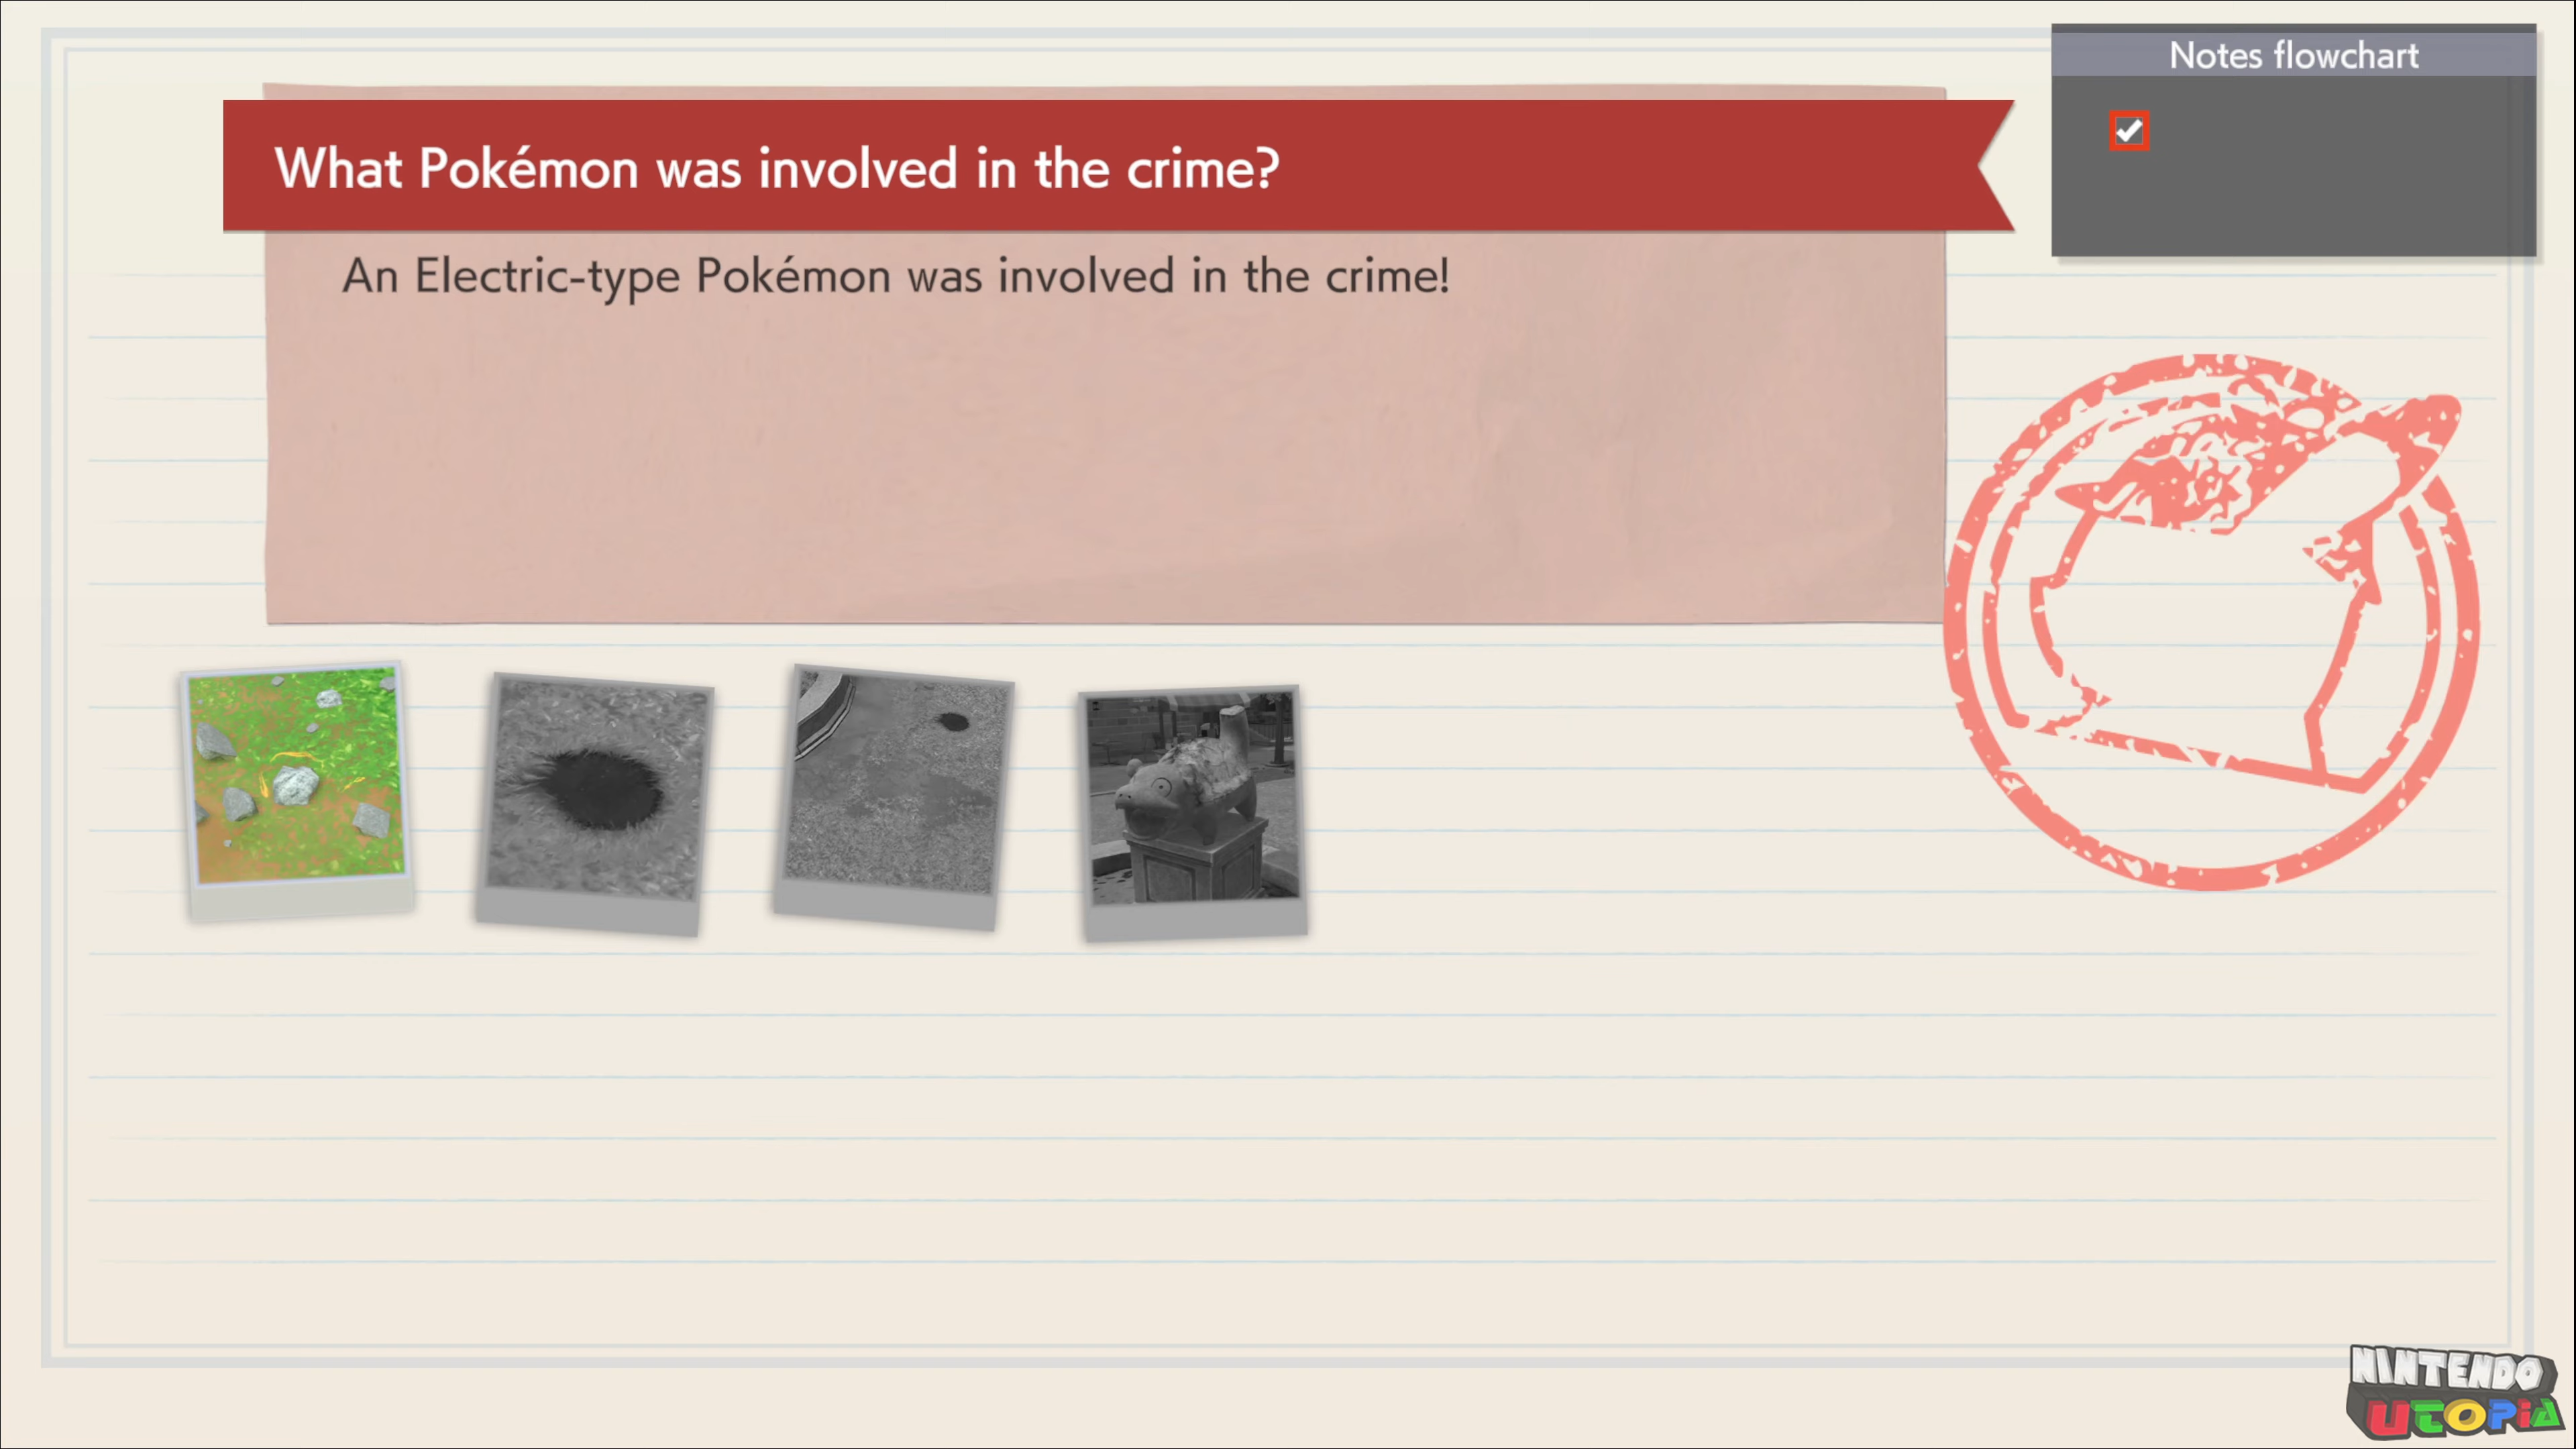 Notes flowchart
What Pokémon was involved in the crime?
An Electric-type Pokémon was involved in the crime!
NINTENDO
UTOPIA